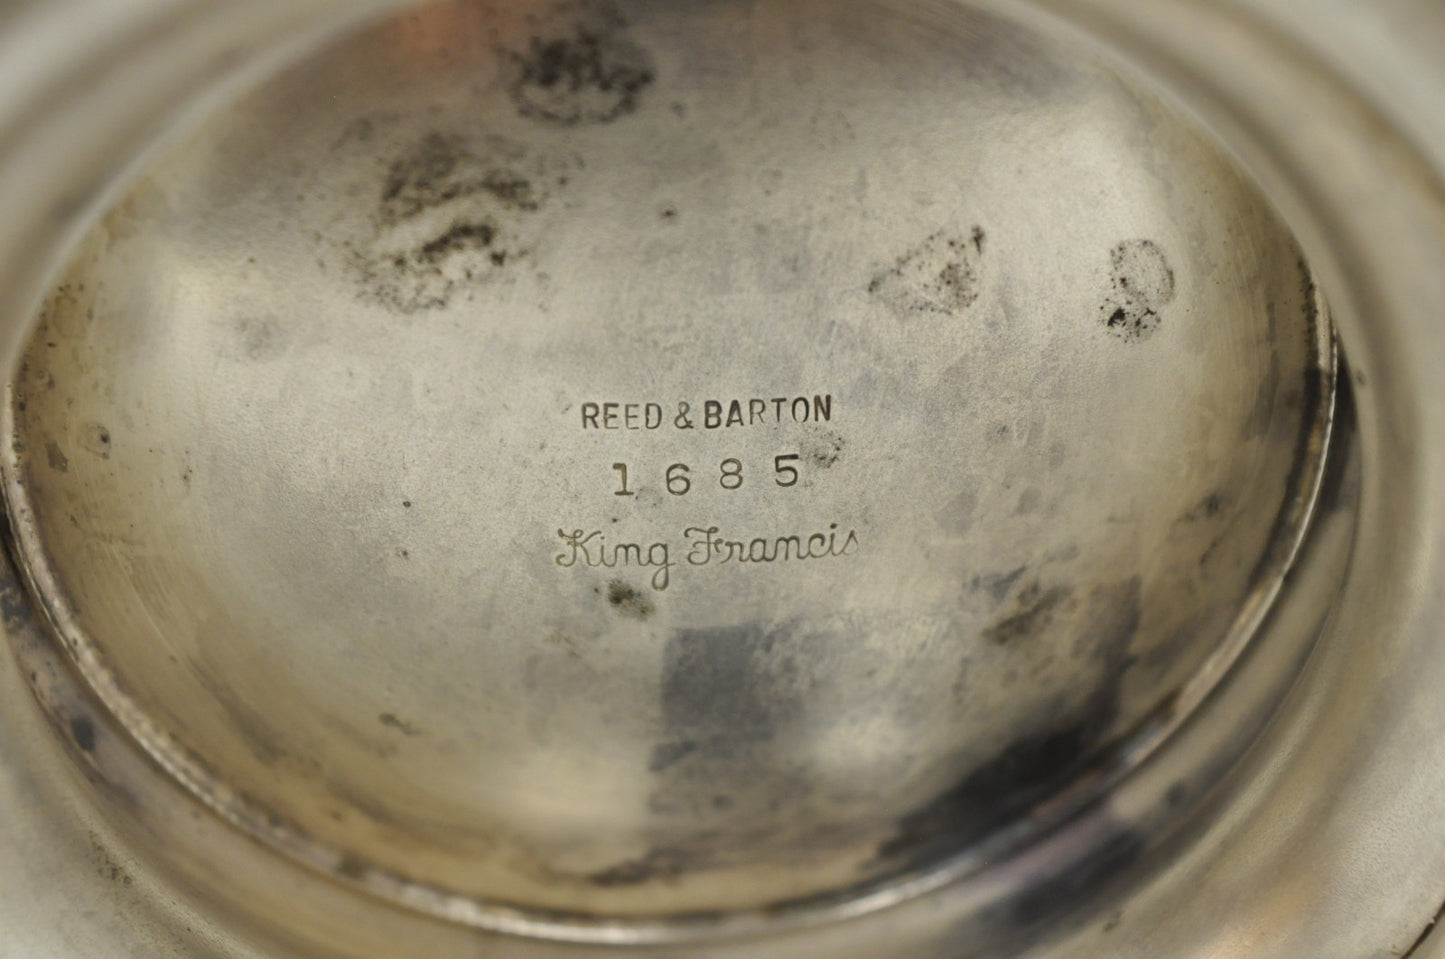 REED & BARTON
1685
King Francis